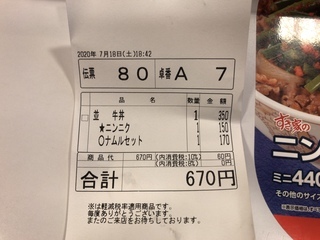 2020年 7月18日(土)18:42
伝票 80 卓番 A 7
品名 数 金額
並 牛丼 1 350
★ニンニク 1 150
○ナムルセット 1 170
商品代 670円 (内消費税:10% 60円)
(内消費税: 8% 0円)
合計 670円
※は軽減税率適用商品です。
毎度ありがとうございます。
またのご来店をお待ちしております。
すき家の
ニン
ミニ440
その他のサイズ